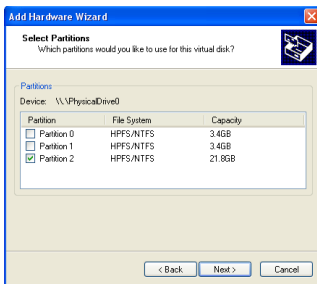 Add Hardware Wizard
Select Partitions
Which partitions would you like to use for this virtual disk?
Partitions
Device: \\.\PhysicalDrive0
Partition File System Capacity
Partition 0 HPFS/NTFS 3.4GB
Partition 1 HPFS/NTFS 3.4GB
Partition 2 HPFS/NTFS 21.8GB
< Back Next > Cancel